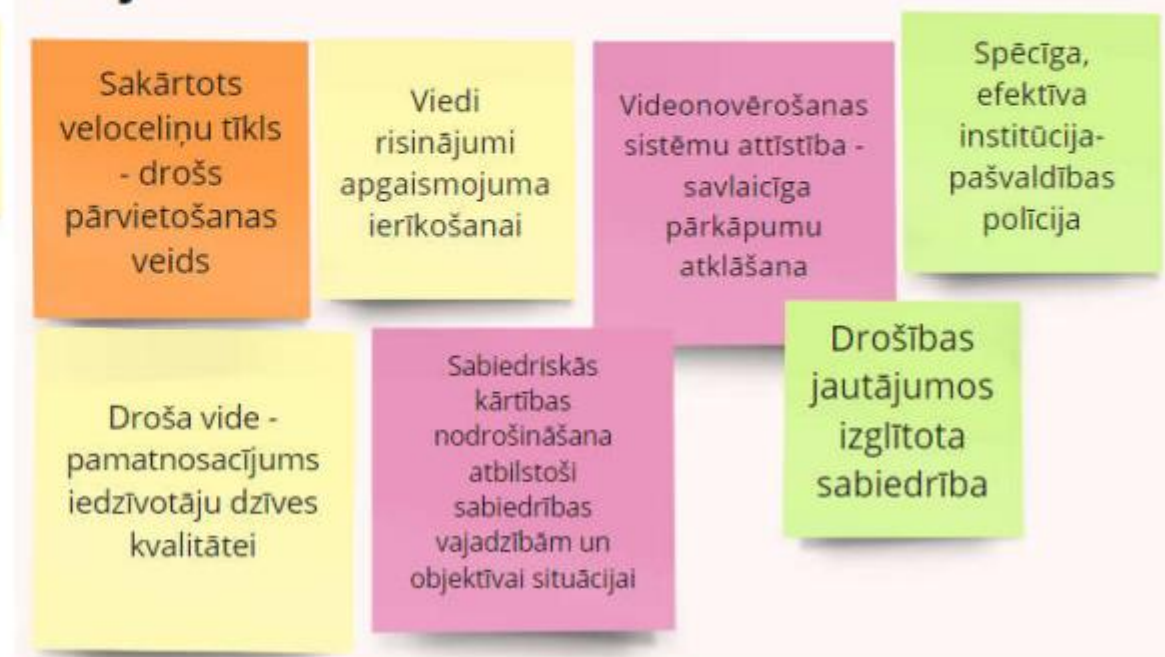 Sakārtots
veloceliņu tīkls
- drošs
pārvietošanas
veids
Viedi
risinājumi
apgaismojuma
ierīkošanai
Videonovērošanas
sistēmu attīstība -
savlaicīga
pārkāpumu
atklāšana
Spēcīga,
efektīva
institūcija-
pašvaldības
polīcija
Droša vide -
pamatnosacījums
iedzīvotāju dzīves
kvalitātei
Sabiedriskās
kārtības
nodrošināšana
atbilstoši
sabiedrības
vajadzībām un
objektīvai situācijai
Drošības
jautājumos
izglītota
sabiedrība